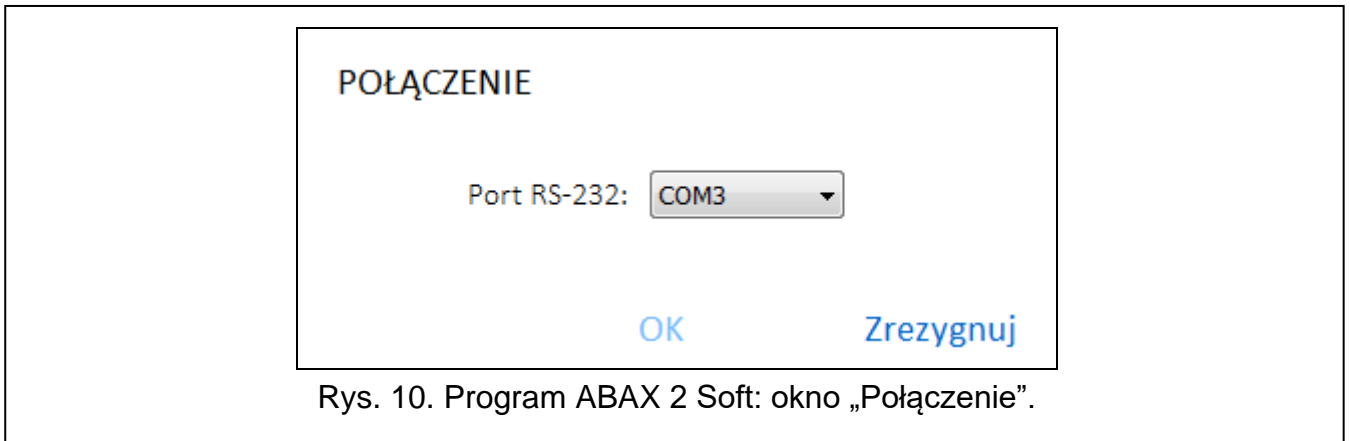 POŁĄCZENIE
Port RS-232: COM3
OK Zrezygnuj
Rys. 10. Program ABAX 2 Soft: okno „Połączenie”.